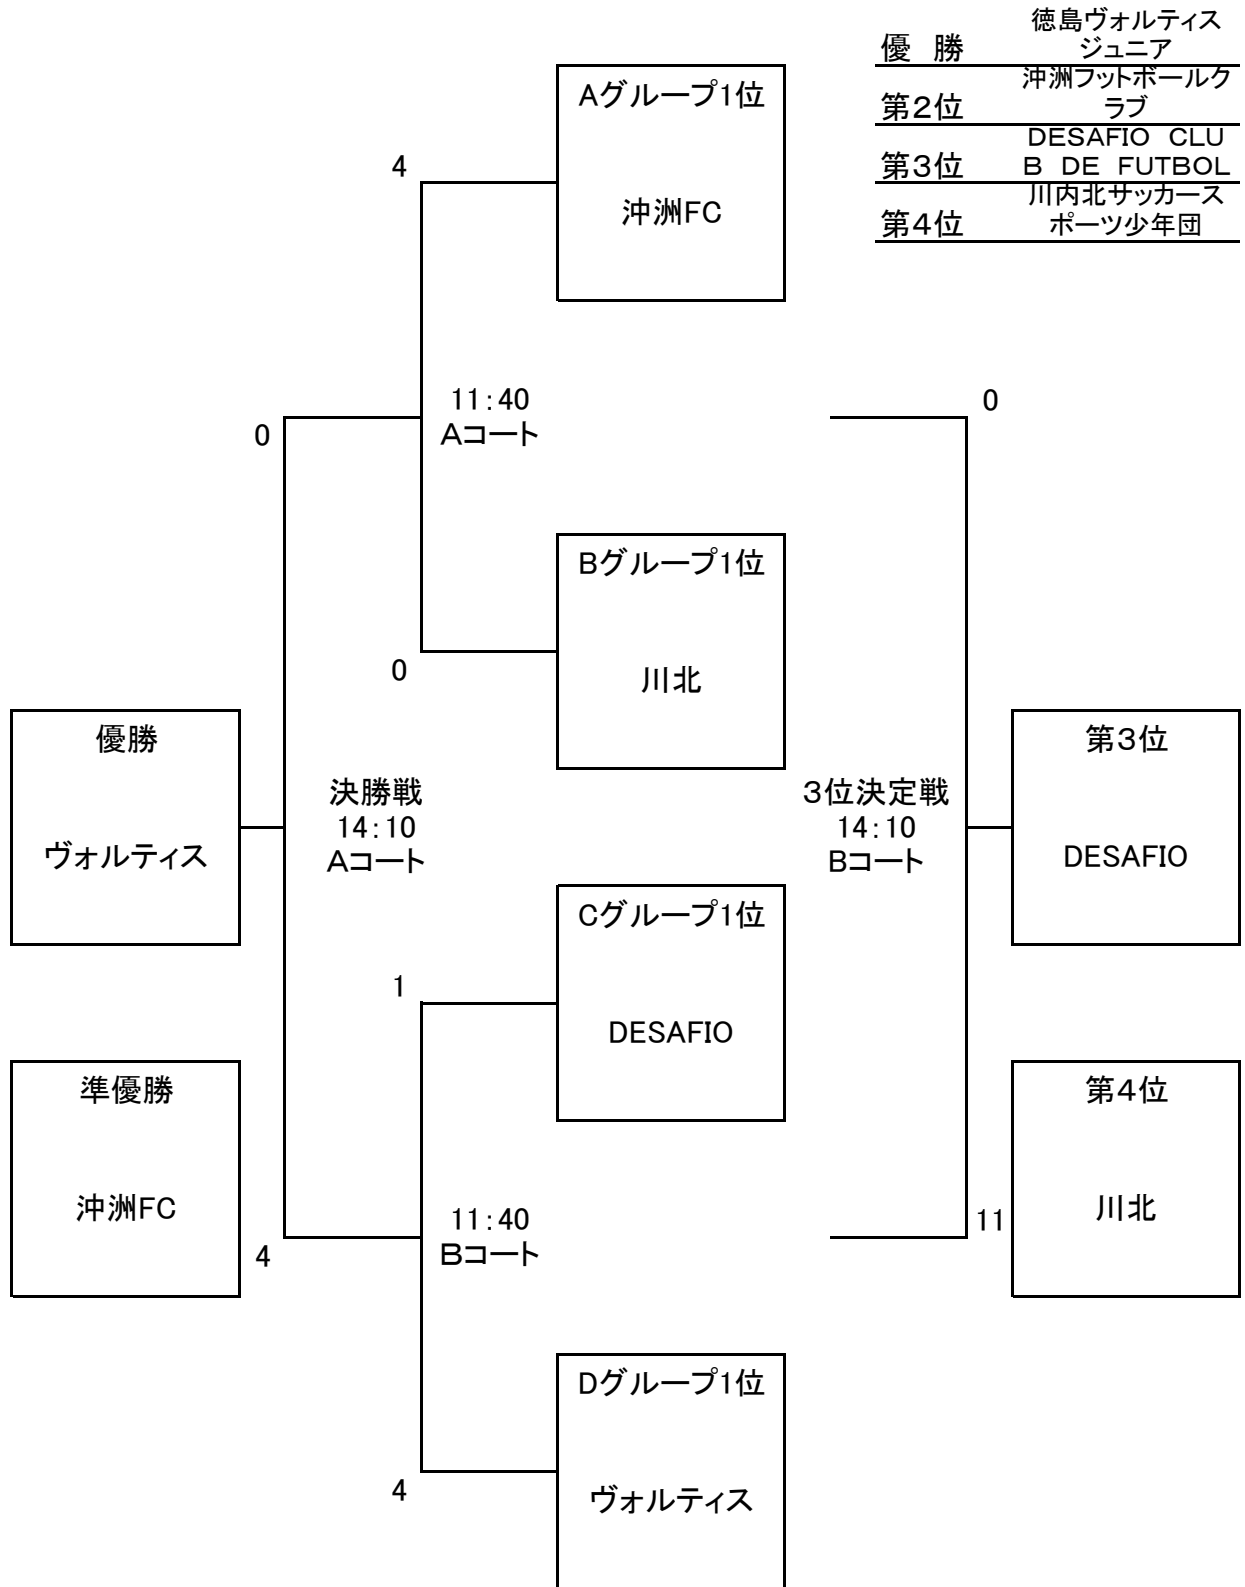 優 勝
徳島ヴォルティス
ジュニア
第2位
沖洲フットボールク
ラブ
第3位
DESAFIO CLU
B DE FUTBOL
第4位
川内北サッカース
ポーツ少年団
Aグループ1位
沖洲FC
4
11:40
Aコート
0
0
Bグループ1位
川北
0
優勝
ヴォルティス
決勝戦
14:10
Aコート
3位決定戦
14:10
Bコート
第3位
DESAFIO
Cグループ1位
DESAFIO
1
準優勝
沖洲FC
4
11:40
Bコート
11
第4位
川北
Dグループ1位
ヴォルティス
4